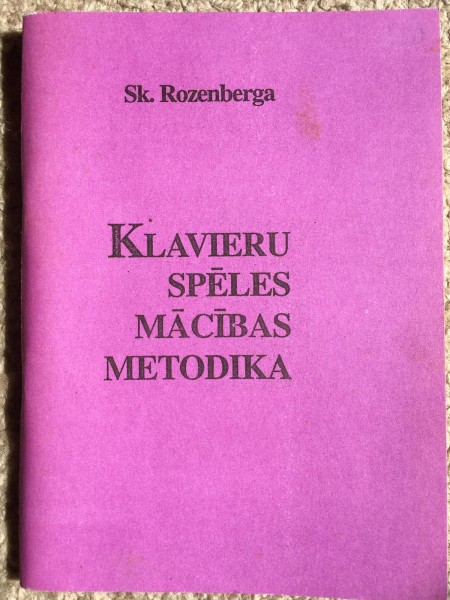 Sk. Rozenberga
KLAVIERU
SPĒLES
MĀCĪBAS
METODIKA